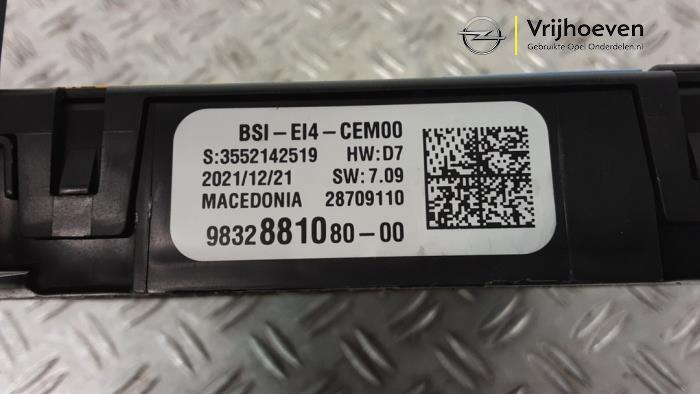 Vrijhoeven
Gebruikte Opel Onderdelen.nl
BSI-EI4-CEM00
S:3552142519 HW:D7
2021/12/21 SW:7.09
MACEDONIA 28709110
9832881080-00